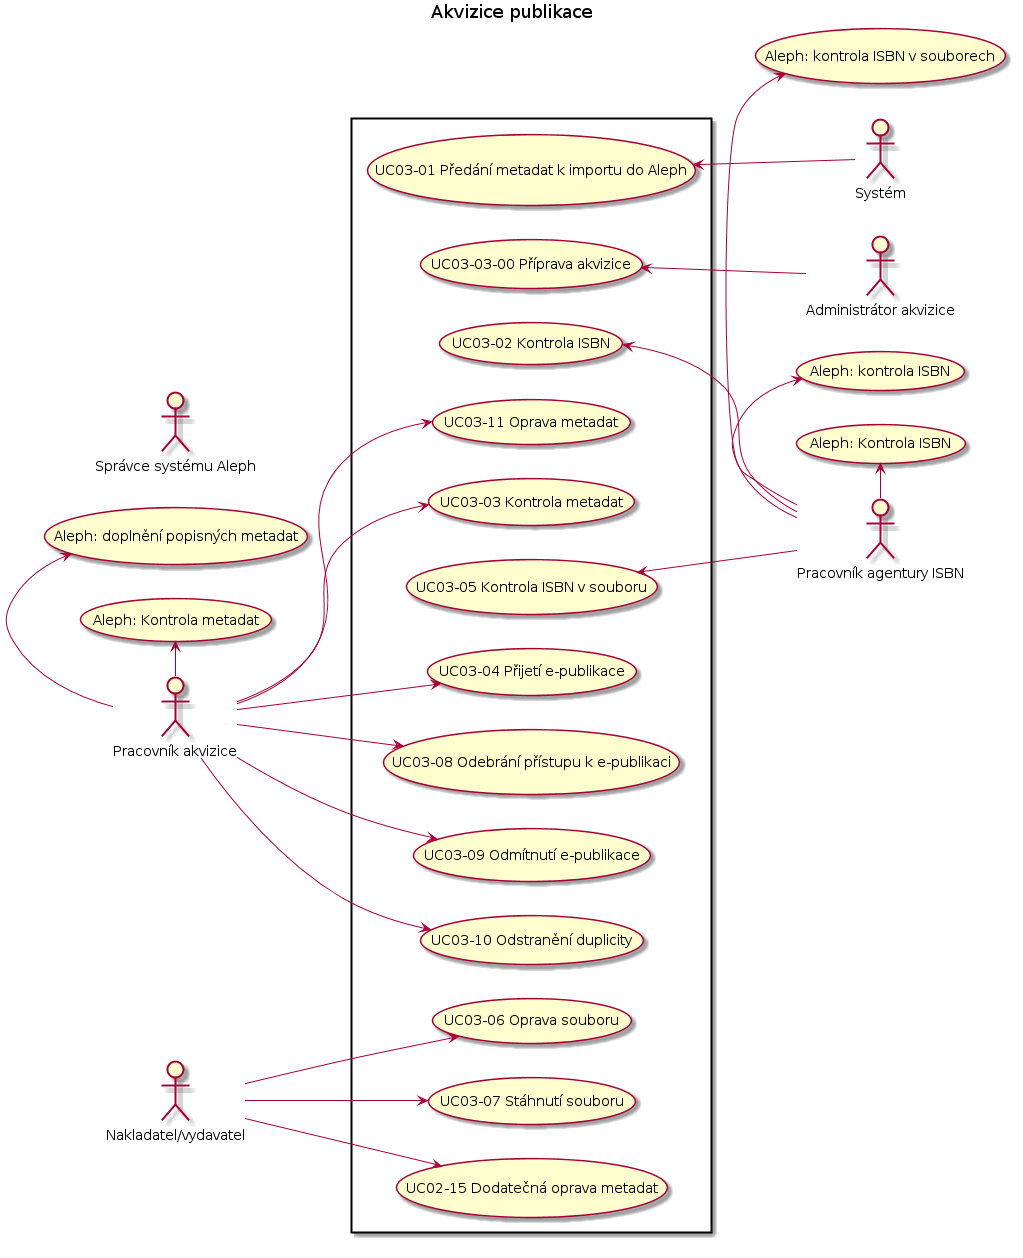 Akvizice publikace
Aleph: kontrola ISBN v souborech
UC03-01 Předání metadat k importu do Aleph
Systém
UC03-03-00 Příprava akvizice
Administrátor akvizice
UC03-02 Kontrola ISBN
Aleph: kontrola ISBN
UC03-11 Oprava metadat
Aleph: Kontrola ISBN
Správce systému Aleph
UC03-03 Kontrola metadat
Aleph: doplnění popisných metadat
Pracovník agentury ISBN
UC03-05 Kontrola ISBN v souboru
Aleph: Kontrola metadat
UC03-04 Přijetí e-publikace
Pracovník akvizice
UC03-08 Odebrání přístupu k e-publikaci
UC03-09 Odmítnutí e-publikace
UC03-10 Odstranění duplicity
UC03-06 Oprava souboru
UC03-07 Stáhnutí souboru
Nakladatel/vydavatel
UC02-15 Dodatečná oprava metadat